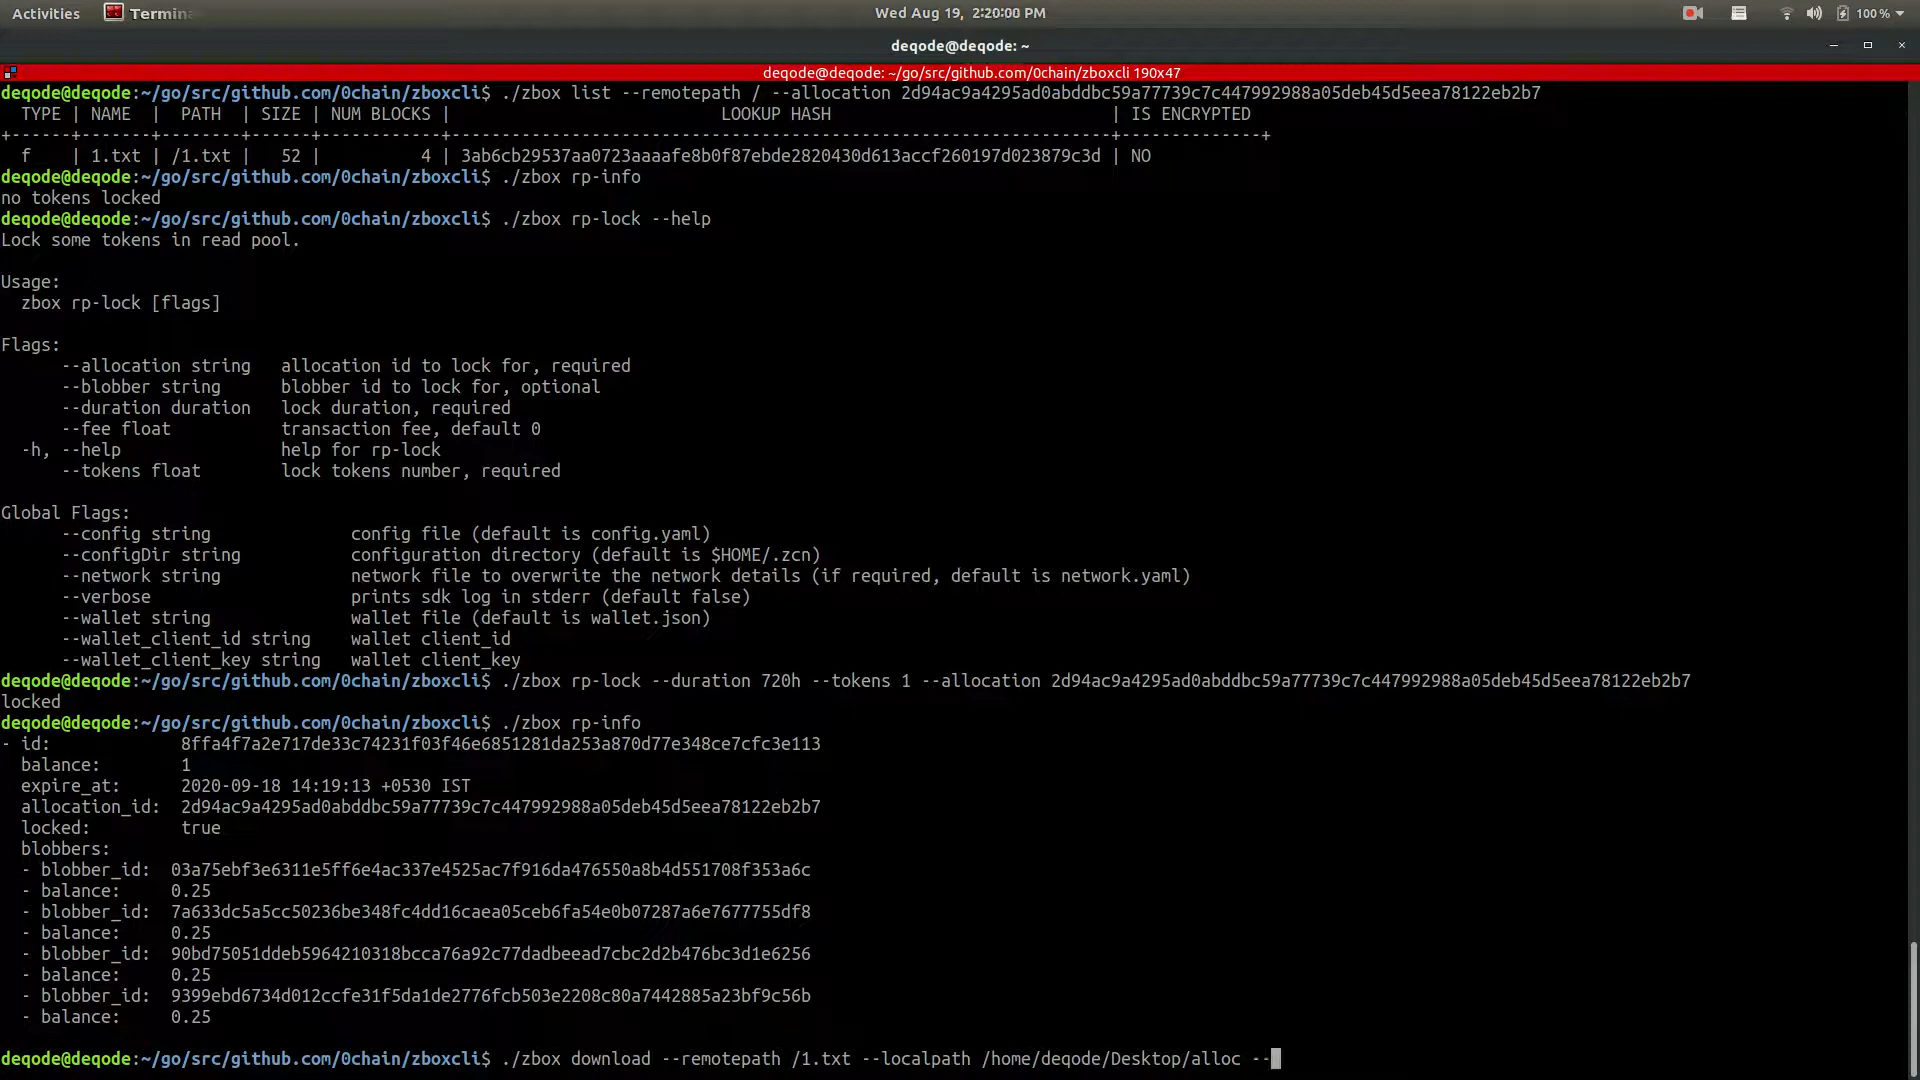 Activities Termina Wed Aug 19, 2:20:00 PM 100 %
deqode@deqode: ~
deqode@deqode: ~/go/src/github.com/0chain/zboxcli 190x47
deqode@deqode:~/go/src/github.com/0chain/zboxcli$ ./zbox list --remotepath / --allocation 2d94ac9a4295ad0abddbc59a77739c7c447992988a05deb45d5eea78122eb2b7
  TYPE | NAME  |  PATH  | SIZE | NUM BLOCKS |                           LOOKUP HASH                            | IS ENCRYPTED
+------+-------+--------+------+------------+------------------------------------------------------------------+--------------+
  f    | 1.txt | /1.txt |   52 |          4 | 3ab6cb29537aa0723aaaafe8b0f87ebde2820430d613accf260197d023879c3d | NO
deqode@deqode:~/go/src/github.com/0chain/zboxcli$ ./zbox rp-info
no tokens locked
deqode@deqode:~/go/src/github.com/0chain/zboxcli$ ./zbox rp-lock --help
Lock some tokens in read pool.
Usage:
  zbox rp-lock [flags]
Flags:
      --allocation string   allocation id to lock for, required
      --blobber string      blobber id to lock for, optional
      --duration duration   lock duration, required
      --fee float           transaction fee, default 0
  -h, --help                help for rp-lock
      --tokens float        lock tokens number, required
Global Flags:
      --config string              config file (default is config.yaml)
      --configDir string           configuration directory (default is $HOME/.zcn)
      --network string             network file to overwrite the network details (if required, default is network.yaml)
      --verbose                    prints sdk log in stderr (default false)
      --wallet string              wallet file (default is wallet.json)
      --wallet_client_id string    wallet client_id
      --wallet_client_key string   wallet client_key
deqode@deqode:~/go/src/github.com/0chain/zboxcli$ ./zbox rp-lock --duration 720h --tokens 1 --allocation 2d94ac9a4295ad0abddbc59a77739c7c447992988a05deb45d5eea78122eb2b7
locked
deqode@deqode:~/go/src/github.com/0chain/zboxcli$ ./zbox rp-info
- id:             8ffa4f7a2e717de33c74231f03f46e6851281da253a870d77e348ce7cfc3e113
  balance:        1
  expire_at:      2020-09-18 14:19:13 +0530 IST
  allocation_id:  2d94ac9a4295ad0abddbc59a77739c7c447992988a05deb45d5eea78122eb2b7
  locked:         true
  blobbers:
  - blobber_id:  03a75ebf3e6311e5ff6e4ac337e4525ac7f916da476550a8b4d551708f353a6c
  - balance:     0.25
  - blobber_id:  7a633dc5a5cc50236be348fc4dd16caea05ceb6fa54e0b07287a6e7677755df8
  - balance:     0.25
  - blobber_id:  90bd75051ddeb5964210318bcca76a92c77dadbeead7cbc2d2b476bc3d1e6256
  - balance:     0.25
  - blobber_id:  9399ebd6734d012ccfe31f5da1de2776fcb503e2208c80a7442885a23bf9c56b
  - balance:     0.25
deqode@deqode:~/go/src/github.com/0chain/zboxcli$ ./zbox download --remotepath /1.txt --localpath /home/deqode/Desktop/alloc --